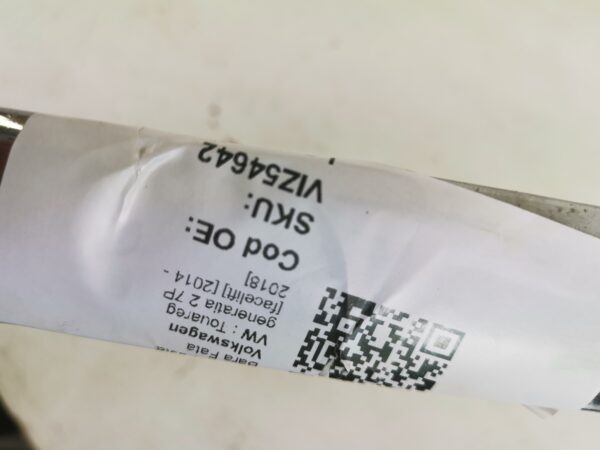 Bara Fata
Volkswagen
VW : Touareg
generatia 2 7P
[facelift] [2014 -
2018]
Cod OE:
SKU:
VIZ54642